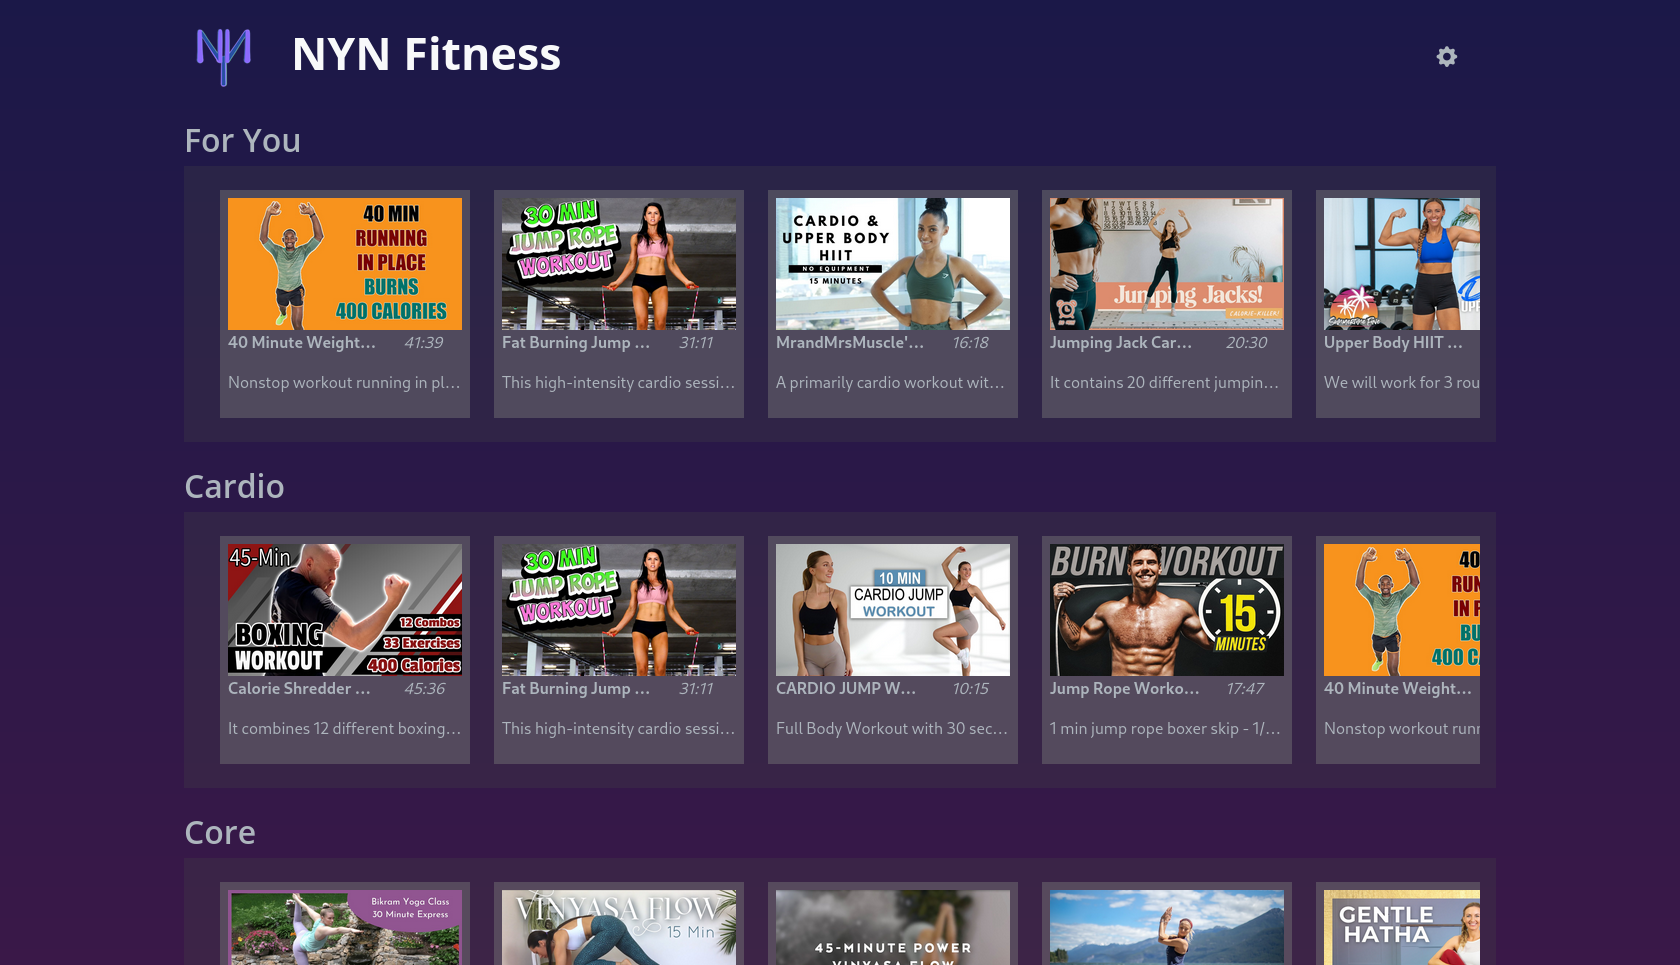 NYN Fitness
For You
40 MIN
RUNNING
IN PLACE
BURNS
400 CALORIES
40 Minute Weight... 41:39
Nonstop workout running in pl...
30 MIN
JUMP ROPE
WORKOUT
Fat Burning Jump ... 31:11
This high-intensity cardio sessi...
CARDIO &
UPPER BODY
HIIT
NO EQUIPMENT
15 MINUTES
MrandMrsMuscle'... 16:18
A primarily cardio workout wit...
Jumping Jacks!
CALORIE-KILLER!
Jumping Jack Car... 20:30
It contains 20 different jumpin...
Summertime Fine
Upper Body HIIT ...
We will work for 3 rou
Cardio
45-Min
BOXING
WORKOUT
12 Combos
33 Exercises
400 Calories
Calorie Shredder ... 45:36
It combines 12 different boxing...
30 MIN
JUMP ROPE
WORKOUT
Fat Burning Jump ... 31:11
This high-intensity cardio sessi...
10 MIN
CARDIO JUMP
WORKOUT
CARDIO JUMP W... 10:15
Full Body Workout with 30 sec...
BURN WORKOUT
15
MINUTES
Jump Rope Worko... 17:47
1 min jump rope boxer skip - 1/...
40
RUN
IN P
BU
400 C
40 Minute Weight...
Nonstop workout runn
Core
Bikram Yoga Class
30 Minute Express
VINYASA FLOW
15 Min
45-MINUTE POWER
VINYASA FLOW
GENTLE
HATHA